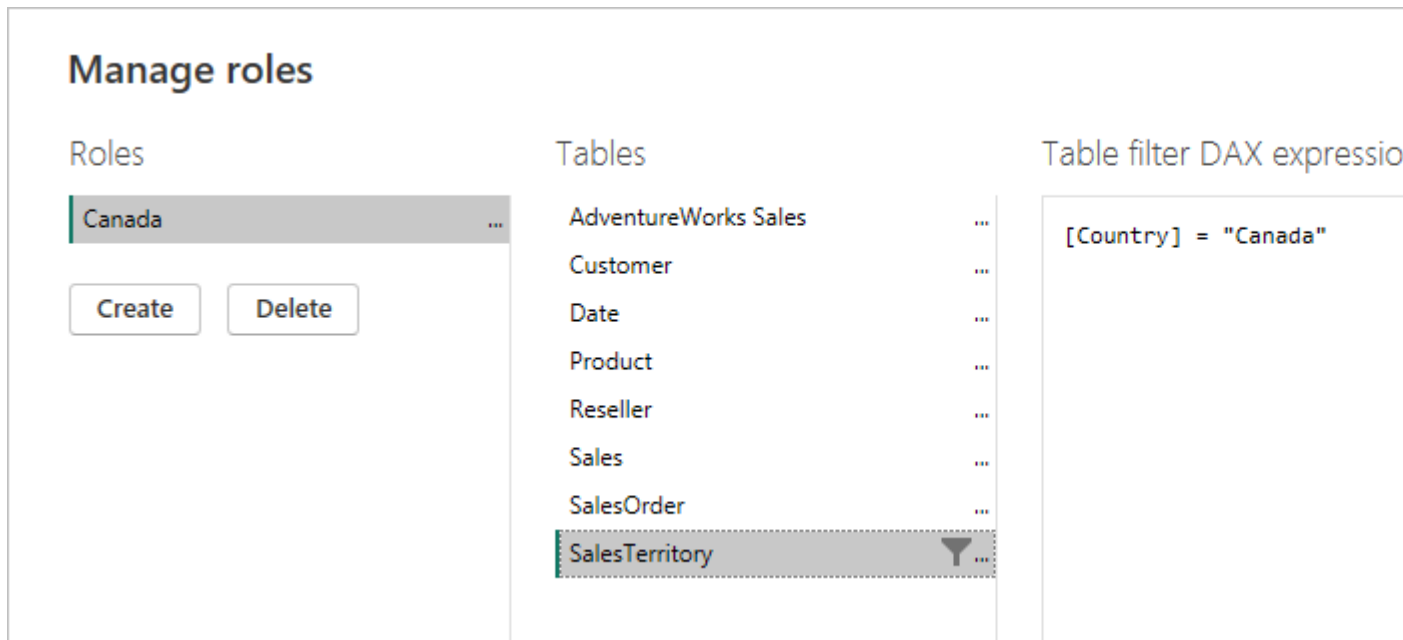 Manage roles
Roles
Tables
Table filter DAX expressio
Canada
...
Create
Delete
AdventureWorks Sales
...
Customer
...
Date
...
Product
...
Reseller
...
Sales
...
SalesOrder
...
SalesTerritory
...
[Country] = "Canada"